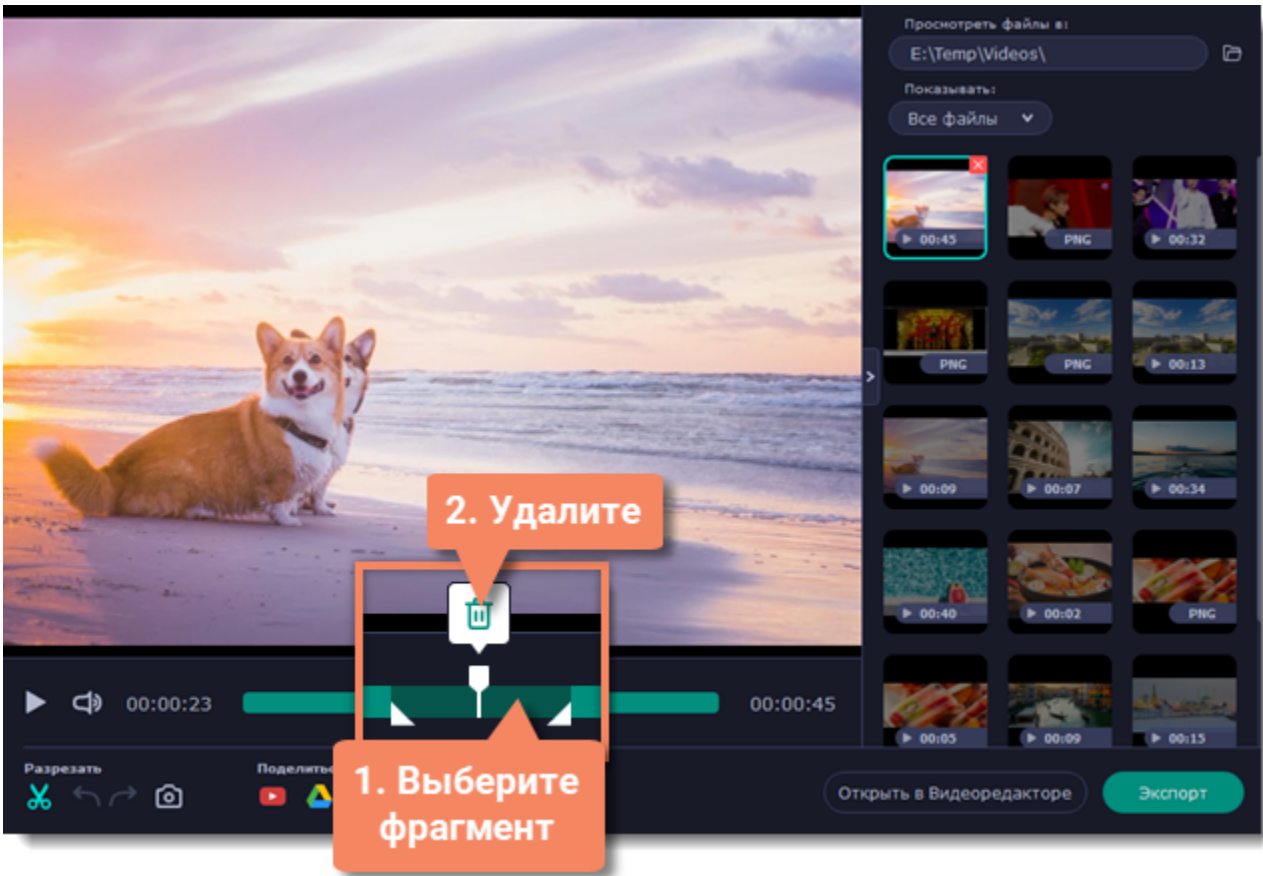 Просмотреть файлы в:
E:\Temp\Videos\
Показывать:
Все файлы
00:45
PNG
00:32
PNG
PNG
00:13
00:09
00:07
00:34
00:40
00:02
PNG
00:05
00:09
00:15
2. Удалите
00:00:23
00:00:45
1. Выберите
фрагмент
Разрезать
Поделитьс
Открыть в Видеоредакторе
Экспорт